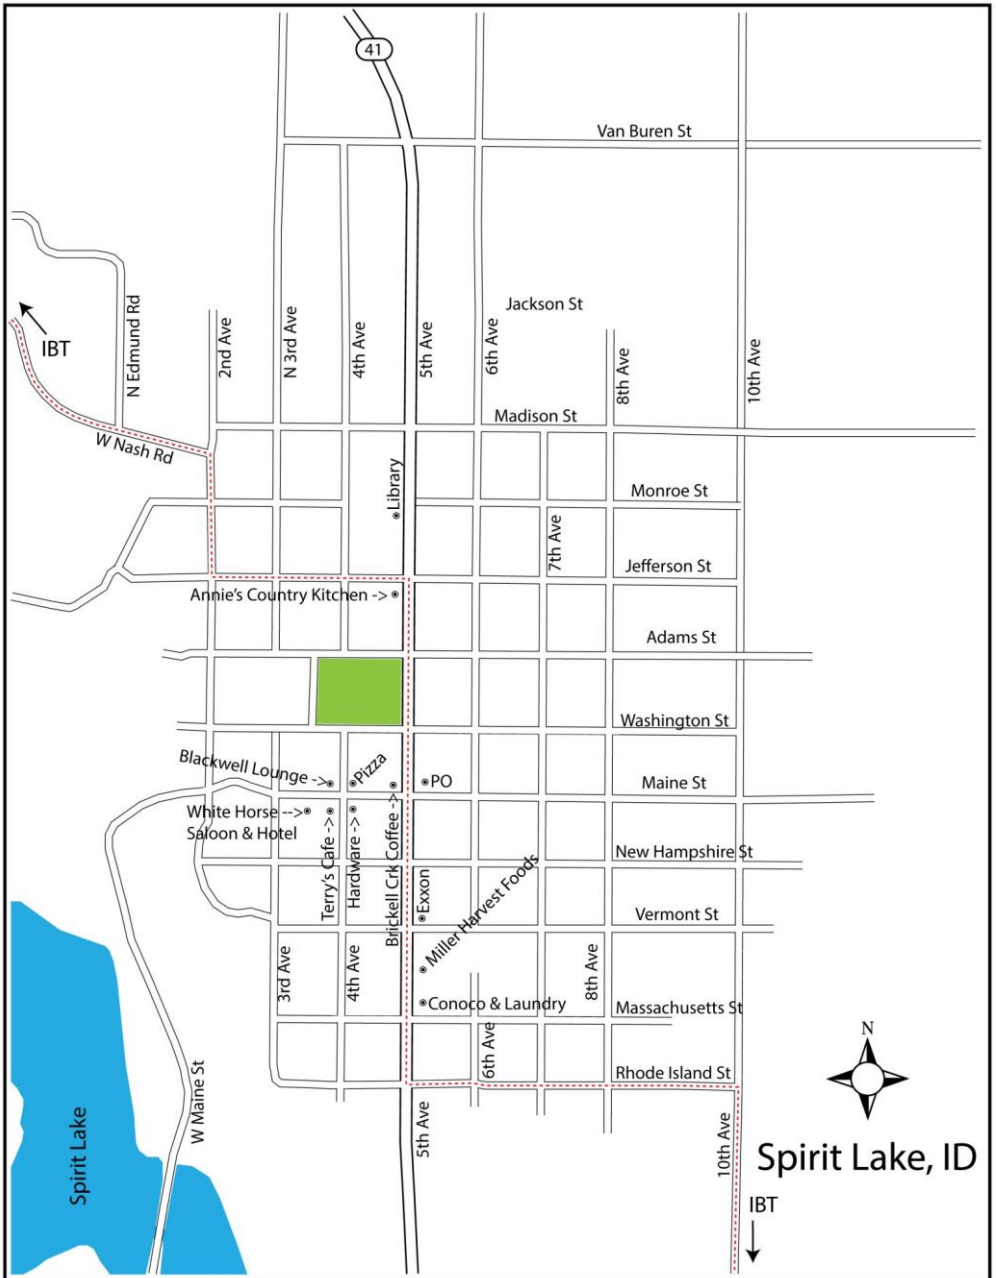 41
Van Buren St
Jackson St
N Edmund Rd
2nd Ave
N 3rd Ave
4th Ave
5th Ave
6th Ave
8th Ave
10th Ave
IBT
Madison St
W Nash Rd
Library
Monroe St
7th Ave
Jefferson St
Annie's Country Kitchen ->
Adams St
Washington St
Blackwell Lounge ->
Pizza
PO
Maine St
White Horse -->
Saloon & Hotel
Terry's Cafe ->
Hardware ->
Brickell Crk Coffee ->
New Hampshire St
Exxon
Miller Harvest Foods
Vermont St
3rd Ave
4th Ave
8th Ave
Conoco & Laundry
Massachusetts St
6th Ave
N
Rhode Island St
W Maine St
Spirit Lake
5th Ave
10th Ave
Spirit Lake, ID
IBT